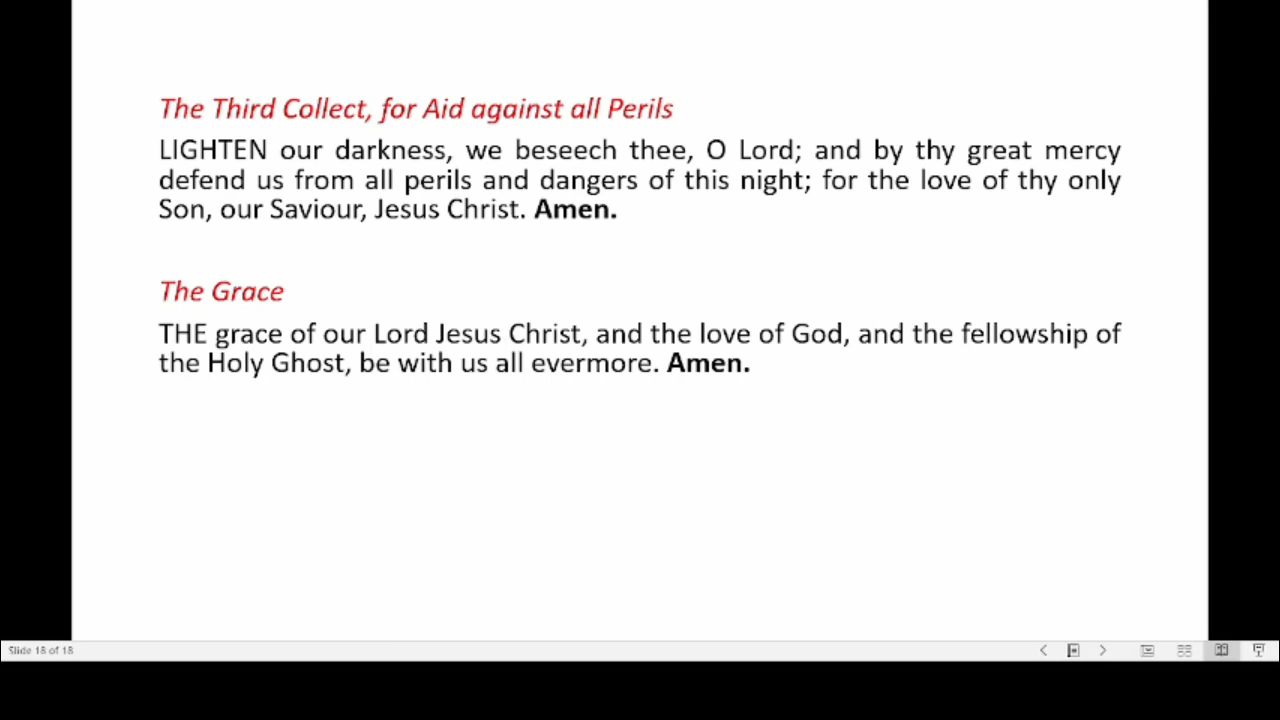 The Third Collect, for Aid against all Perils
LIGHTEN our darkness, we beseech thee, O Lord; and by thy great mercy
defend us from all perils and dangers of this night; for the love of thy only
Son, our Saviour, Jesus Christ. Amen.
The Grace
THE grace of our Lord Jesus Christ, and the love of God, and the fellowship of
the Holy Ghost, be with us all evermore. Amen.
Slide 18 of 18